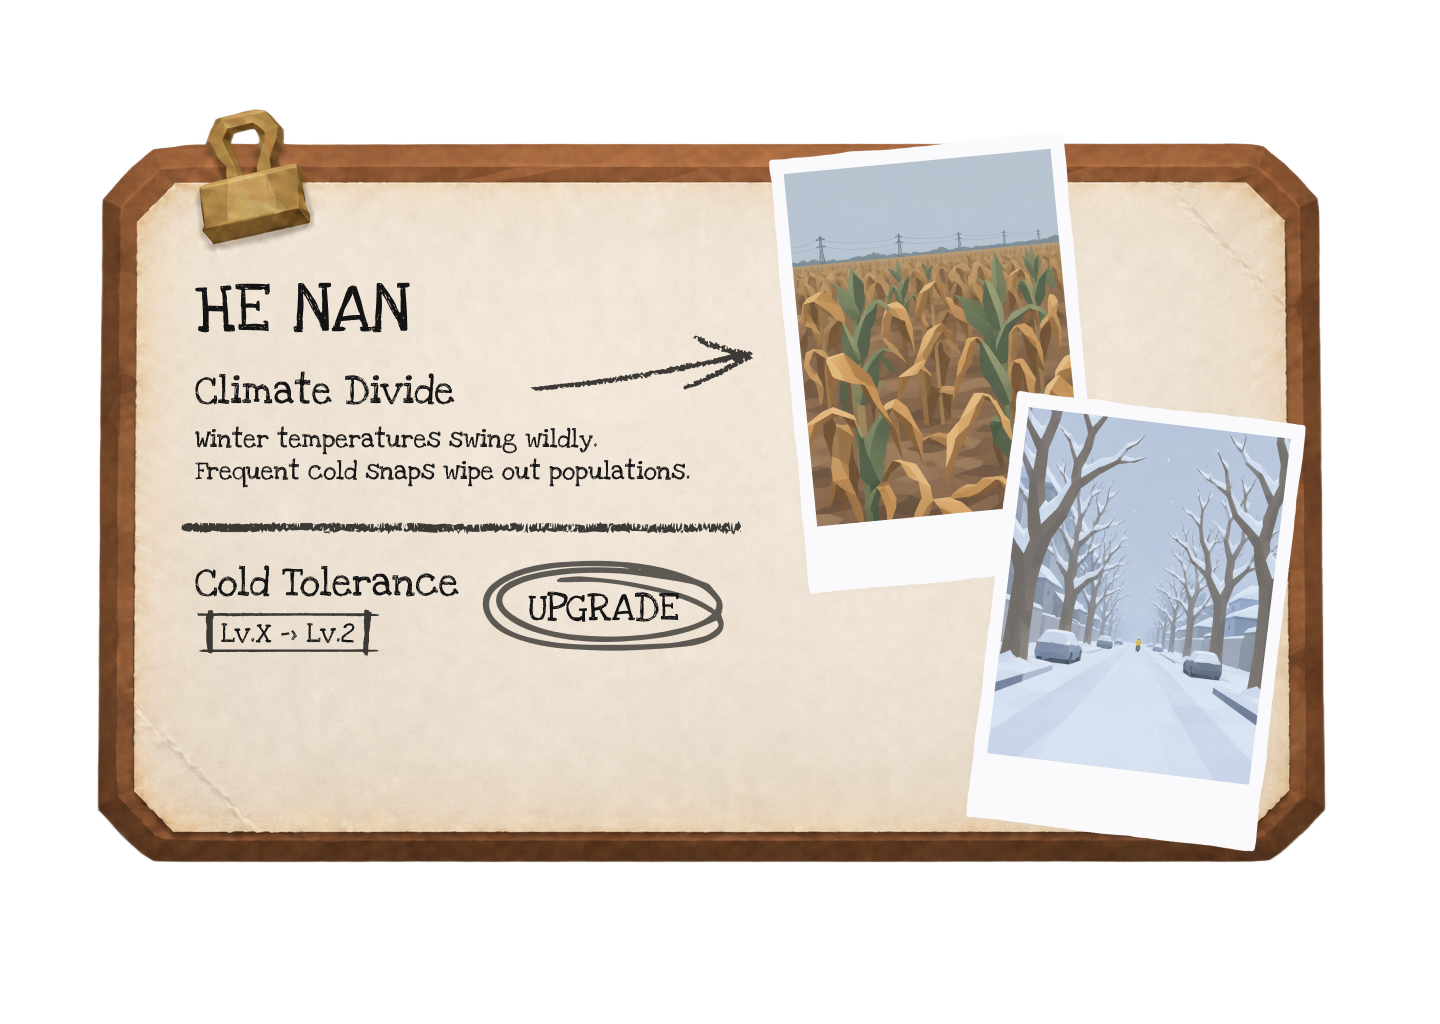 HE NAN
Climate Divide
Winter temperatures swing wildly.
Frequent cold snaps wipe out populations.
Cold Tolerance
UPGRADE
Lv.X -> Lv.2